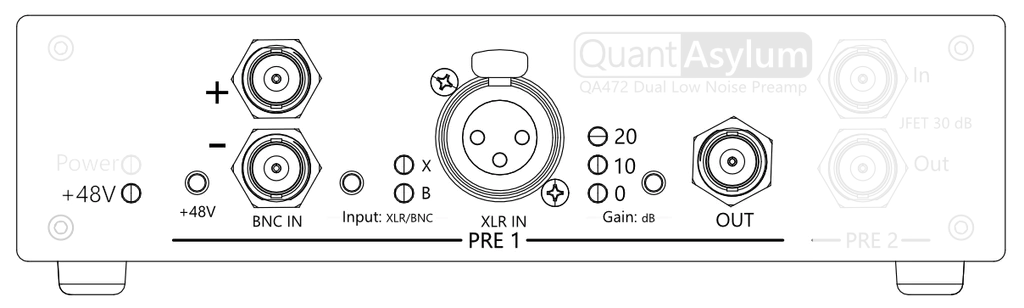 QuantAsylum
QA472 Dual Low Noise Preamp
+
In
JFET 30 dB
20
-
Power
X
10
Out
+48V
B
0
+48V
BNC IN
Input: XLR/BNC
XLR IN
Gain: dB
OUT
PRE 1
PRE 2